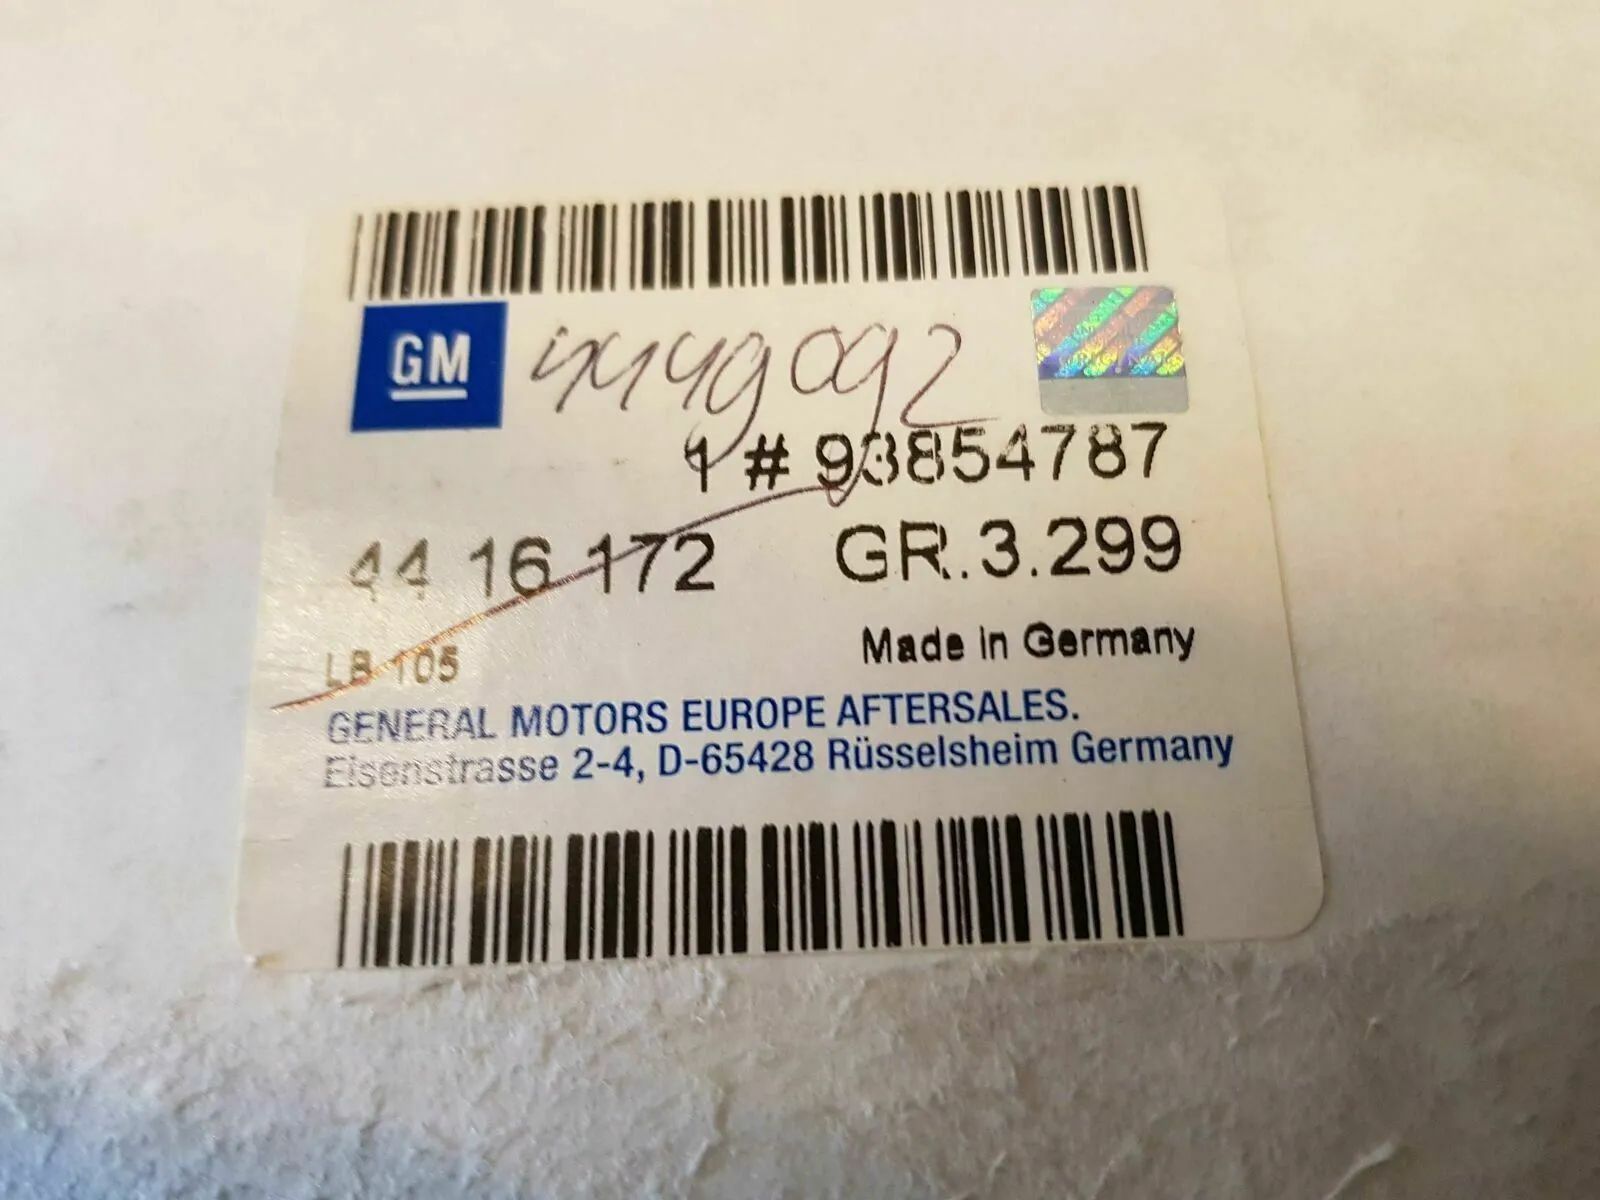 GM
4449092
1 # 93854787
44 16 172 GR.3.299
LB 105 Made in Germany
GENERAL MOTORS EUROPE AFTERSALES.
Eisenstrasse 2-4, D-65428 Rüsselsheim Germany